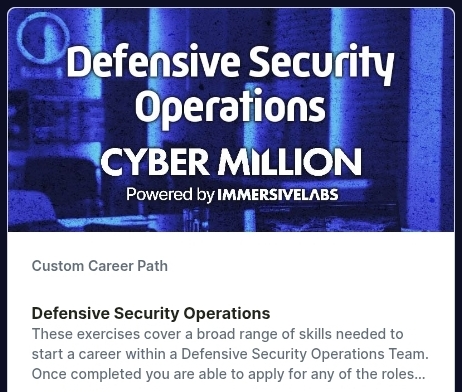 Defensive Security
Operations
CYBER MILLION
Powered by IMMERSIVELABS
Custom Career Path
Defensive Security Operations
These exercises cover a broad range of skills needed to
start a career within a Defensive Security Operations Team.
Once completed you are able to apply for any of the roles...